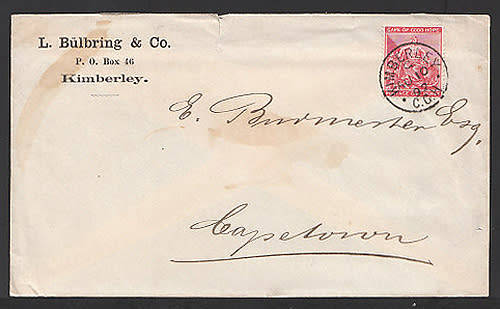 L. Bülbring & Co.
P. O. Box 46
Kimberley.
CAPE OF GOOD HOPE
KIMBERLEY
C.G.H.
E. Burmester Esq.
Capetown